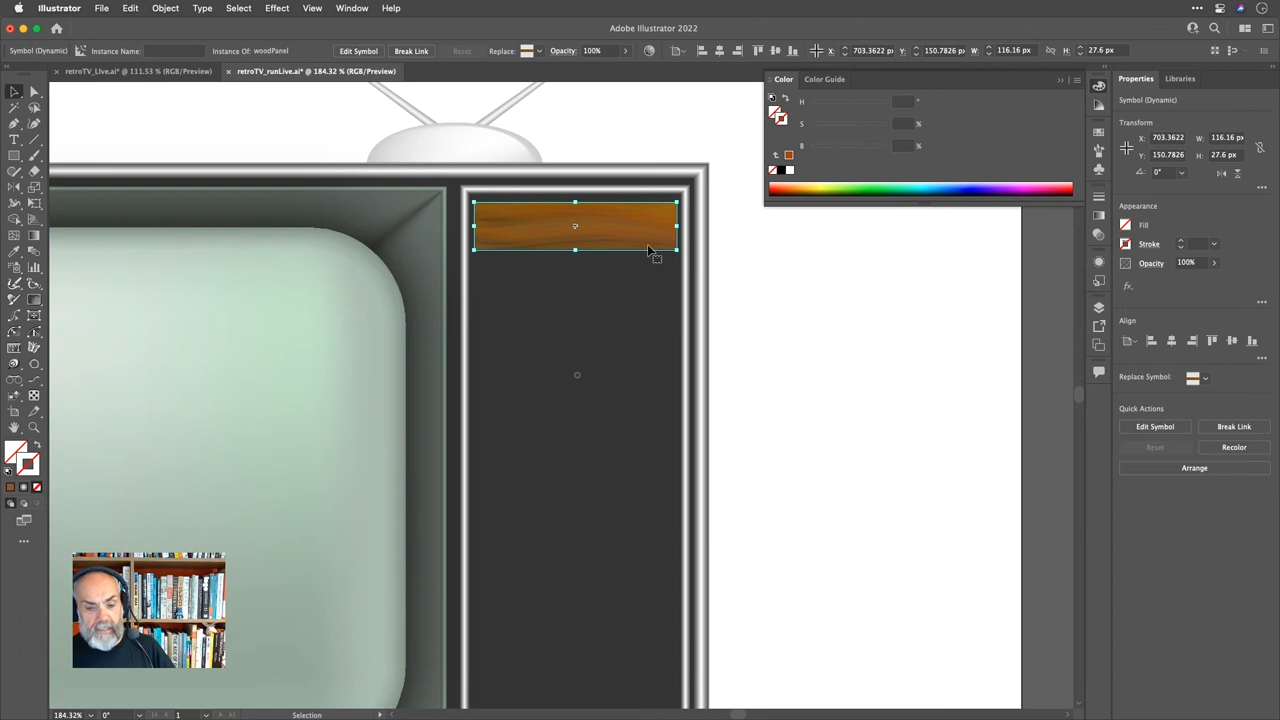 Illustrator File Edit Object Type Select Effect View Window Help
Adobe Illustrator 2022
Symbol (Dynamic) Instance Name: Instance Of: woodPanel Edit Symbol Break Link Reset Replace: Opacity: 100% X: 703.3622 px Y: 150.7826 px W: 116.16 px H: 27.6 px
× retroTV_Live.ai* @ 111.53 % (RGB/Preview) × retroTV_runLive.ai* @ 184.32 % (RGB/Preview)
Color Color Guide
H °
S %
B %
Properties Libraries
Symbol (Dynamic)
Transform
X: 703.3622 W: 116.16 px
Y: 150.7826 H: 27.6 px
0°
Appearance
Fill
Stroke
Opacity 100%
fx.
Align
Replace Symbol:
Quick Actions
Edit Symbol Break Link
Reset Recolor
Arrange
184.32% 0° 1 Selection